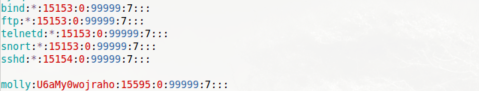 bind:*:15153:0:99999:7:::
ftp:*:15153:0:99999:7:::
telnetd:*:15153:0:99999:7:::
snort:*:15153:0:99999:7:::
sshd:*:15154:0:99999:7:::
molly:U6aMy0wojraho:15595:0:99999:7:::